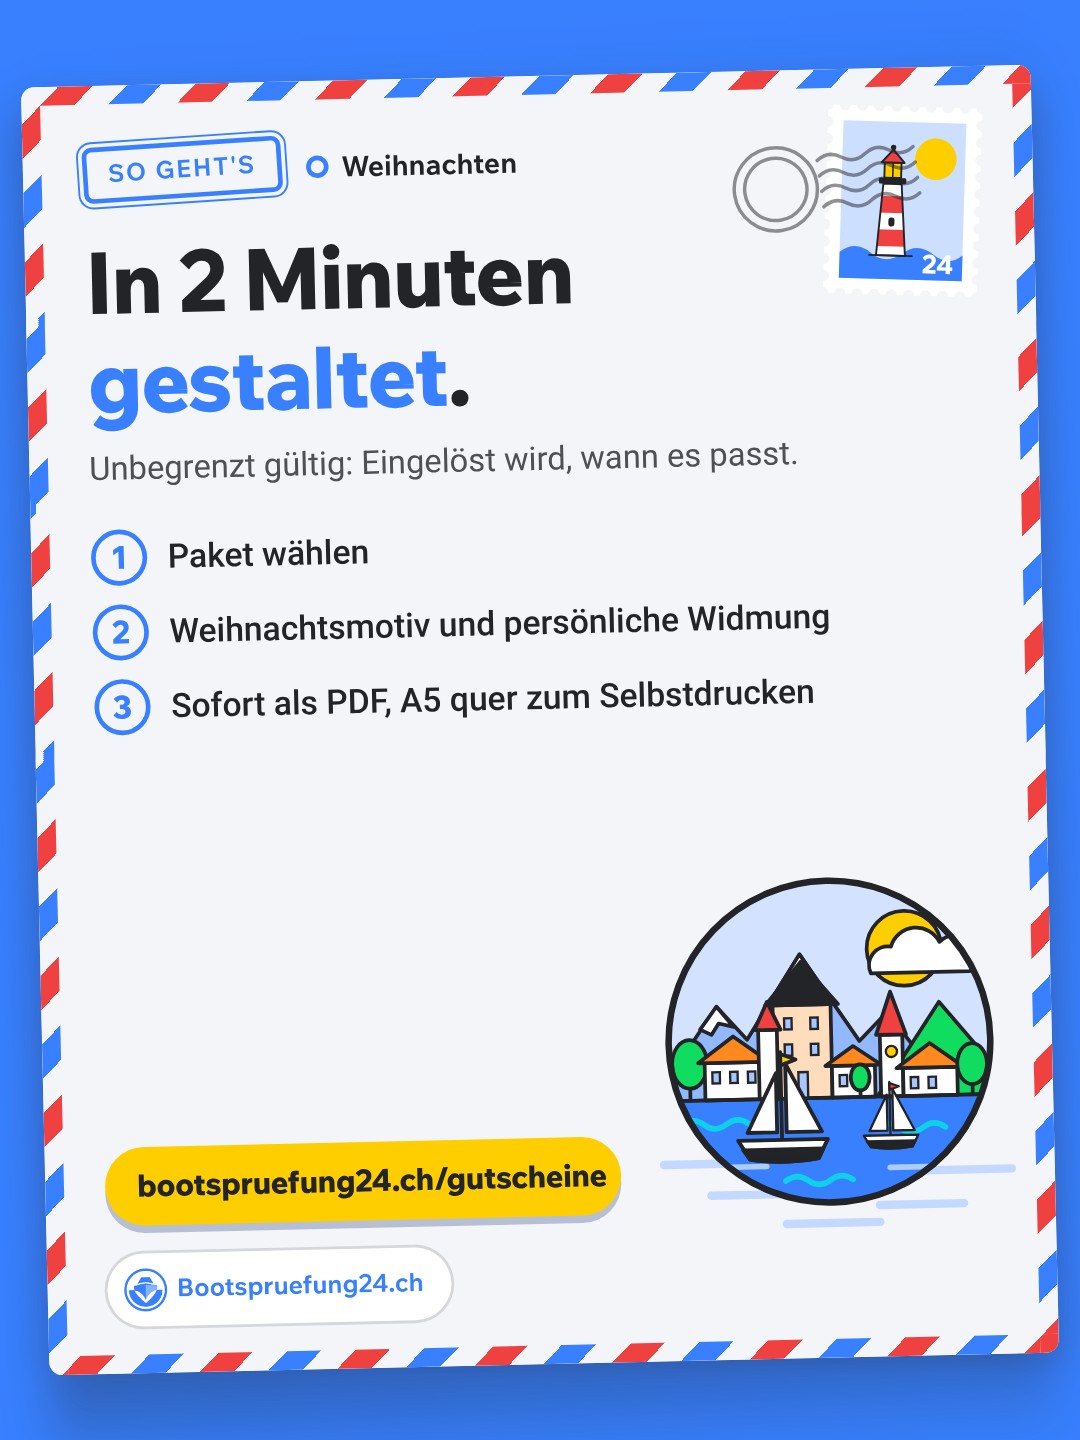 SO GEHT'S
Weihnachten
24
In 2 Minuten
gestaltet.
Unbegrenzt gültig: Eingelöst wird, wann es passt.
1 Paket wählen
2 Weihnachtsmotiv und persönliche Widmung
3 Sofort als PDF, A5 quer zum Selbstdrucken
bootspruefung24.ch/gutscheine
Bootspruefung24.ch